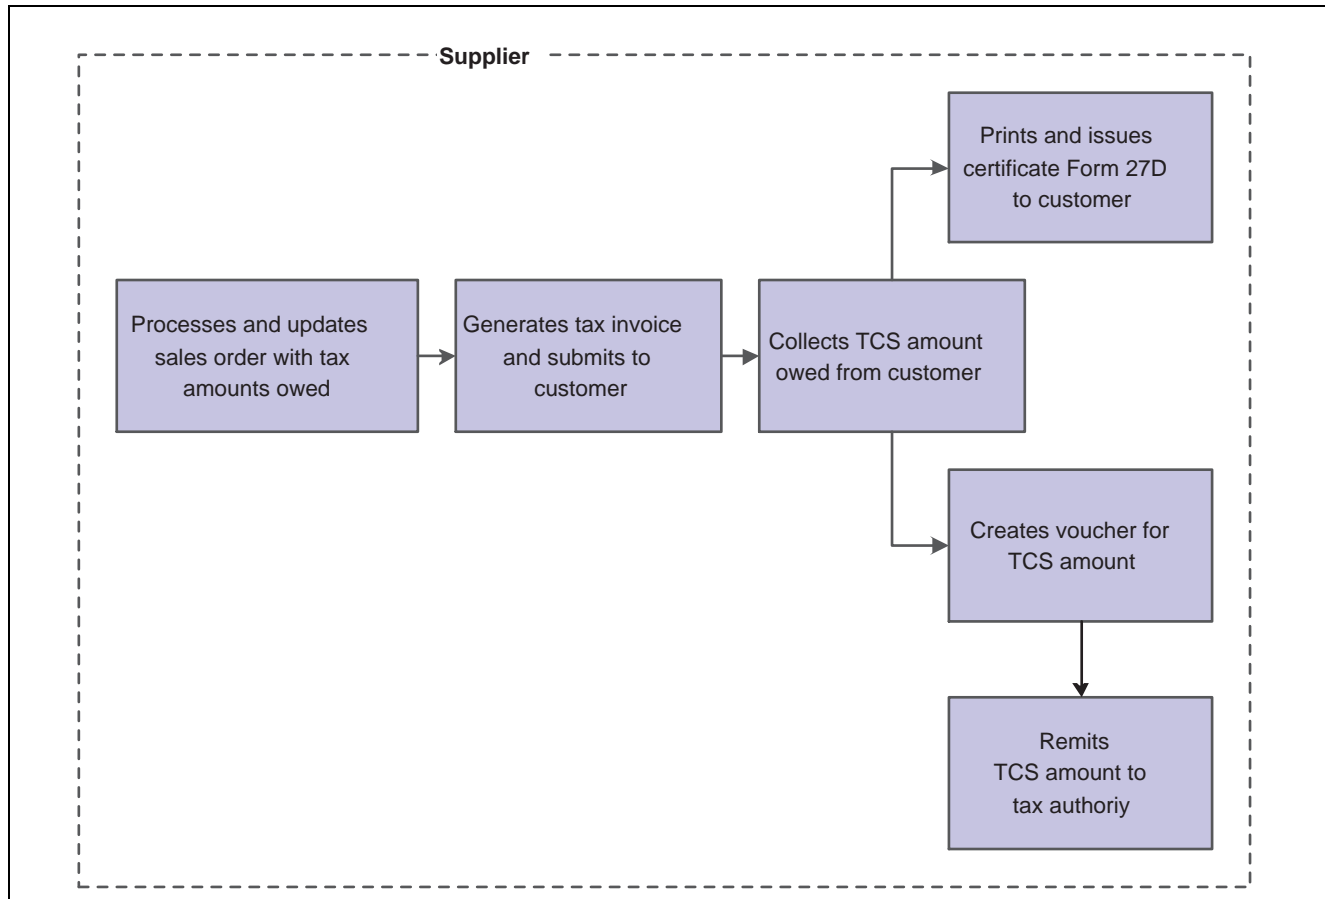 Supplier
Prints and issues
certificate Form 27D
to customer
Processes and updates
sales order with tax
amounts owed
Generates tax invoice
and submits to
customer
Collects TCS amount
owed from customer
Creates voucher for
TCS amount
Remits
TCS amount to
tax authoriy